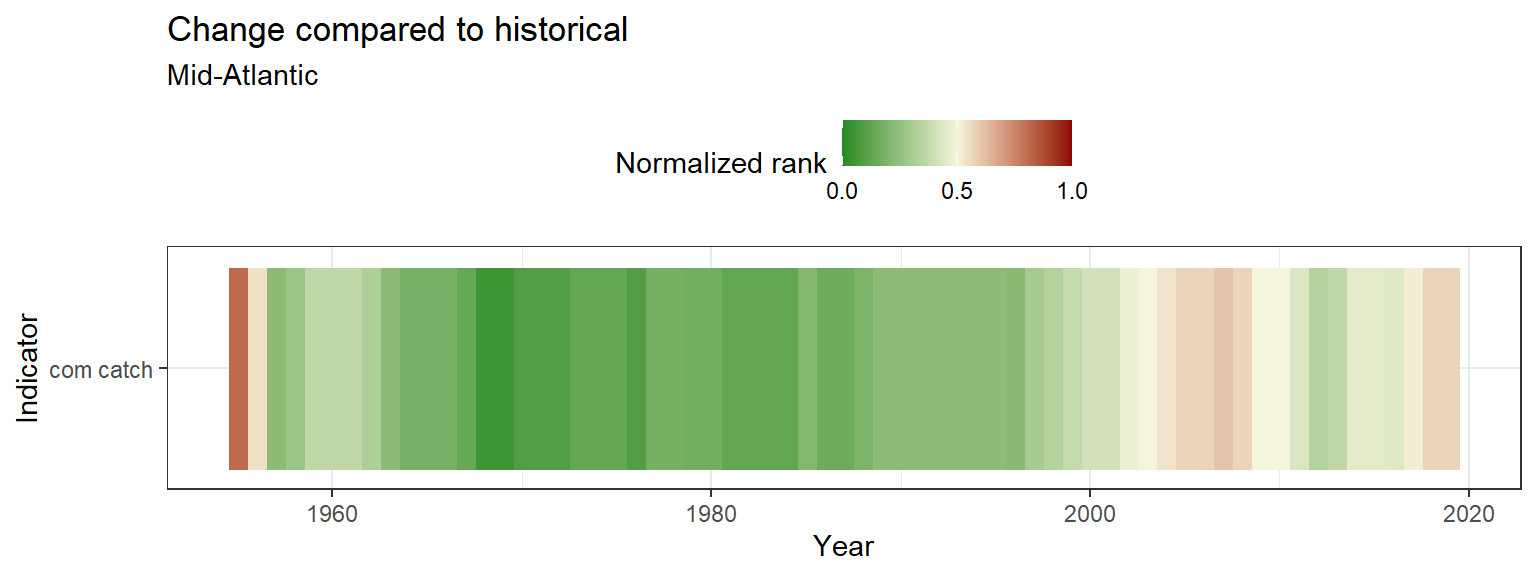 Change compared to historical
Mid-Atlantic
Normalized rank
0.0 0.5 1.0
Indicator
com catch
1960 1980 2000 2020
Year